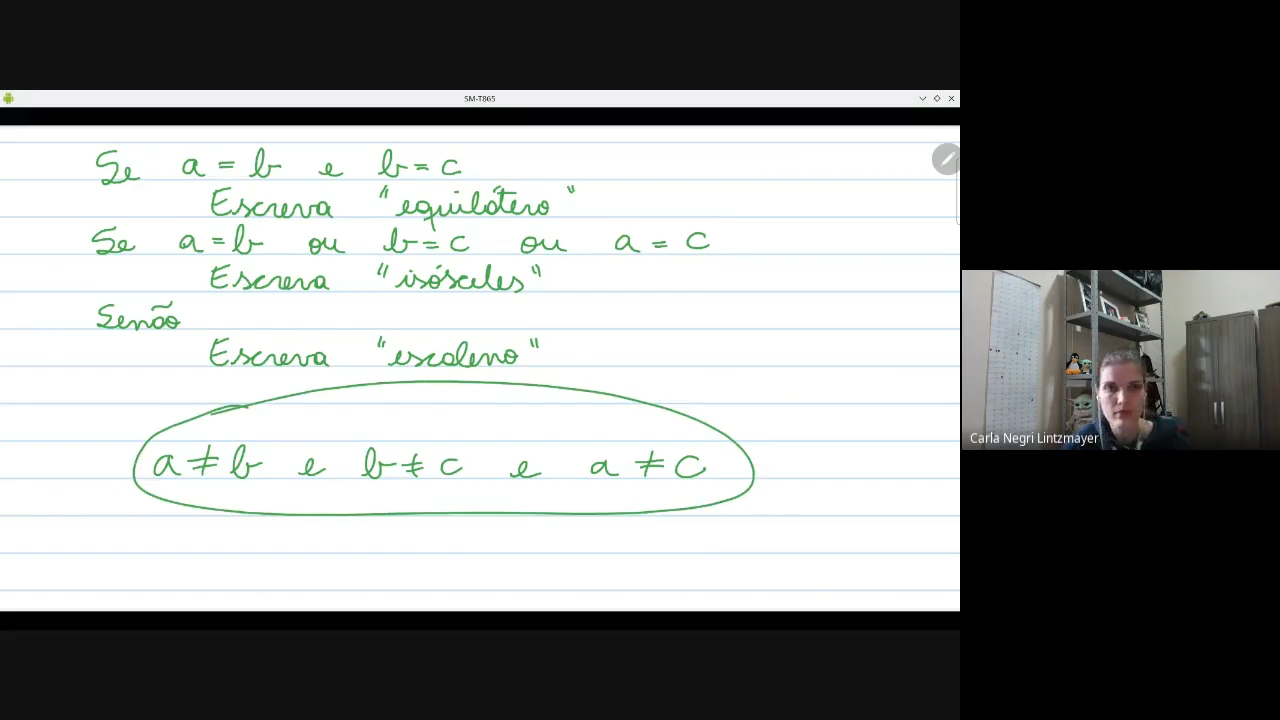 SM-T865
Se a = b e b = c
Escreva "equilátero"
Se a = b ou b = c ou a = c
Escreva "isósceles"
Senão
Escreva "escaleno"
a ≠ b e b ≠ c e a ≠ c
Carla Negri Lintzmayer